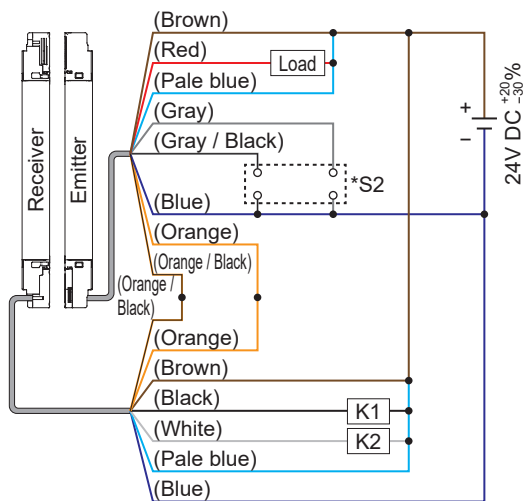 (Brown)
(Red)
Load
(Pale blue)
(Gray)
(Gray / Black)
*S2
(Blue)
(Orange)
(Orange / Black)
(Orange /
Black)
(Orange)
(Brown)
(Black)
K1
(White)
K2
(Pale blue)
(Blue)
Receiver
Emitter
+
−
24V DC +20 −30 %